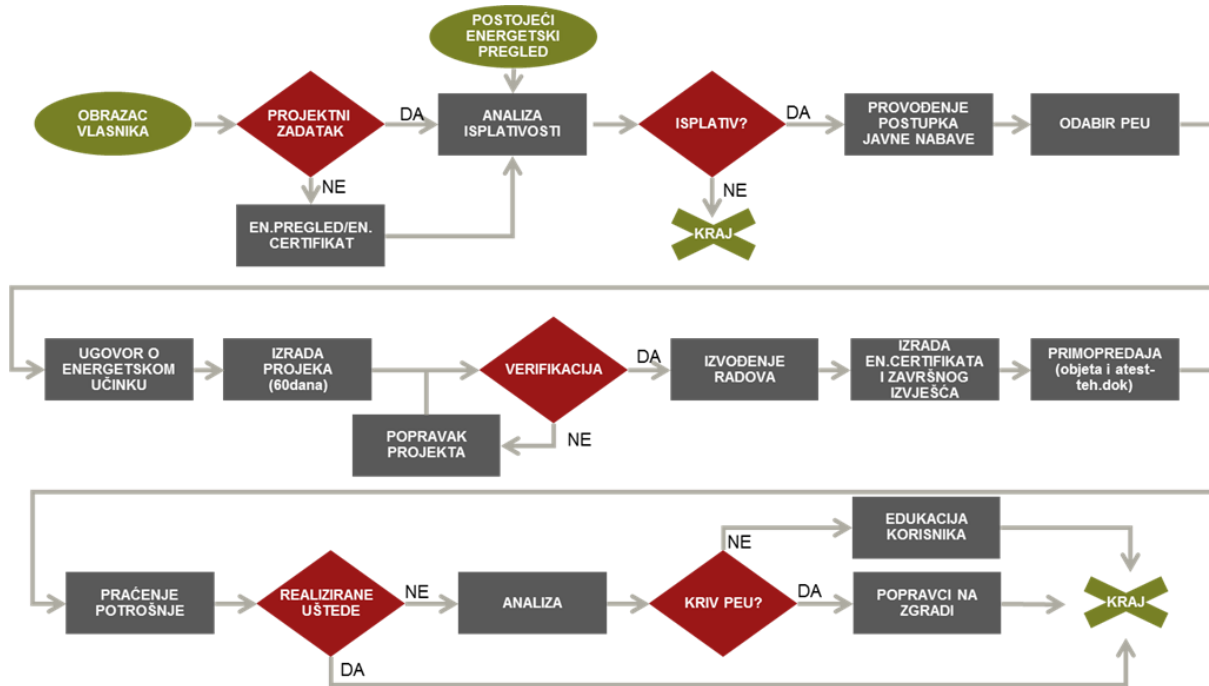 POSTOJEĆI
ENERGETSKI
PREGLED
OBRAZAC
VLASNIKA
PROJEKTNI
ZADATAK
DA
ANALIZA
ISPLATIVOSTI
ISPLATIV?
DA
PROVOĐENJE
POSTUPKA
JAVNE NABAVE
ODABIR PEU
NE
EN.PREGLED/EN.
CERTIFIKAT
NE
KRAJ
UGOVOR O
ENERGETSKOM
UČINKU
IZRADA
PROJEKA
(60dana)
VERIFIKACIJA
DA
IZVOĐENJE
RADOVA
IZRADA
EN.CERTIFIKATA
I ZAVRŠNOG
IZVJEŠĆA
PRIMOPREDAJA
(objeta i atest-
teh.dok)
POPRAVAK
PROJEKTA
NE
PRAĆENJE
POTROŠNJE
REALIZIRANE
UŠTEDE
NE
ANALIZA
KRIV PEU?
NE
EDUKACIJA
KORISNIKA
DA
POPRAVCI NA
ZGRADI
KRAJ
DA